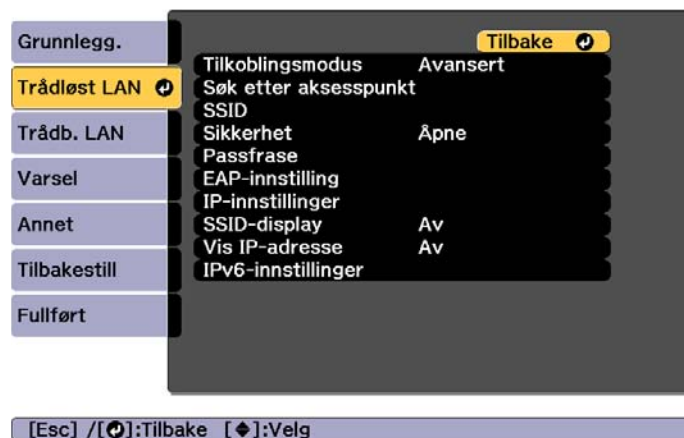 Grunnlegg.
Trådløst LAN
Trådb. LAN
Varsel
Annet
Tilbakestill
Fullført
Tilbake
Tilkoblingsmodus Avansert
Søk etter aksesspunkt
SSID
Sikkerhet Åpne
Passfrase
EAP-innstilling
IP-innstillinger
SSID-display Av
Vis IP-adresse Av
IPv6-innstillinger
[Esc] /[⏎]:Tilbake [◆]:Velg